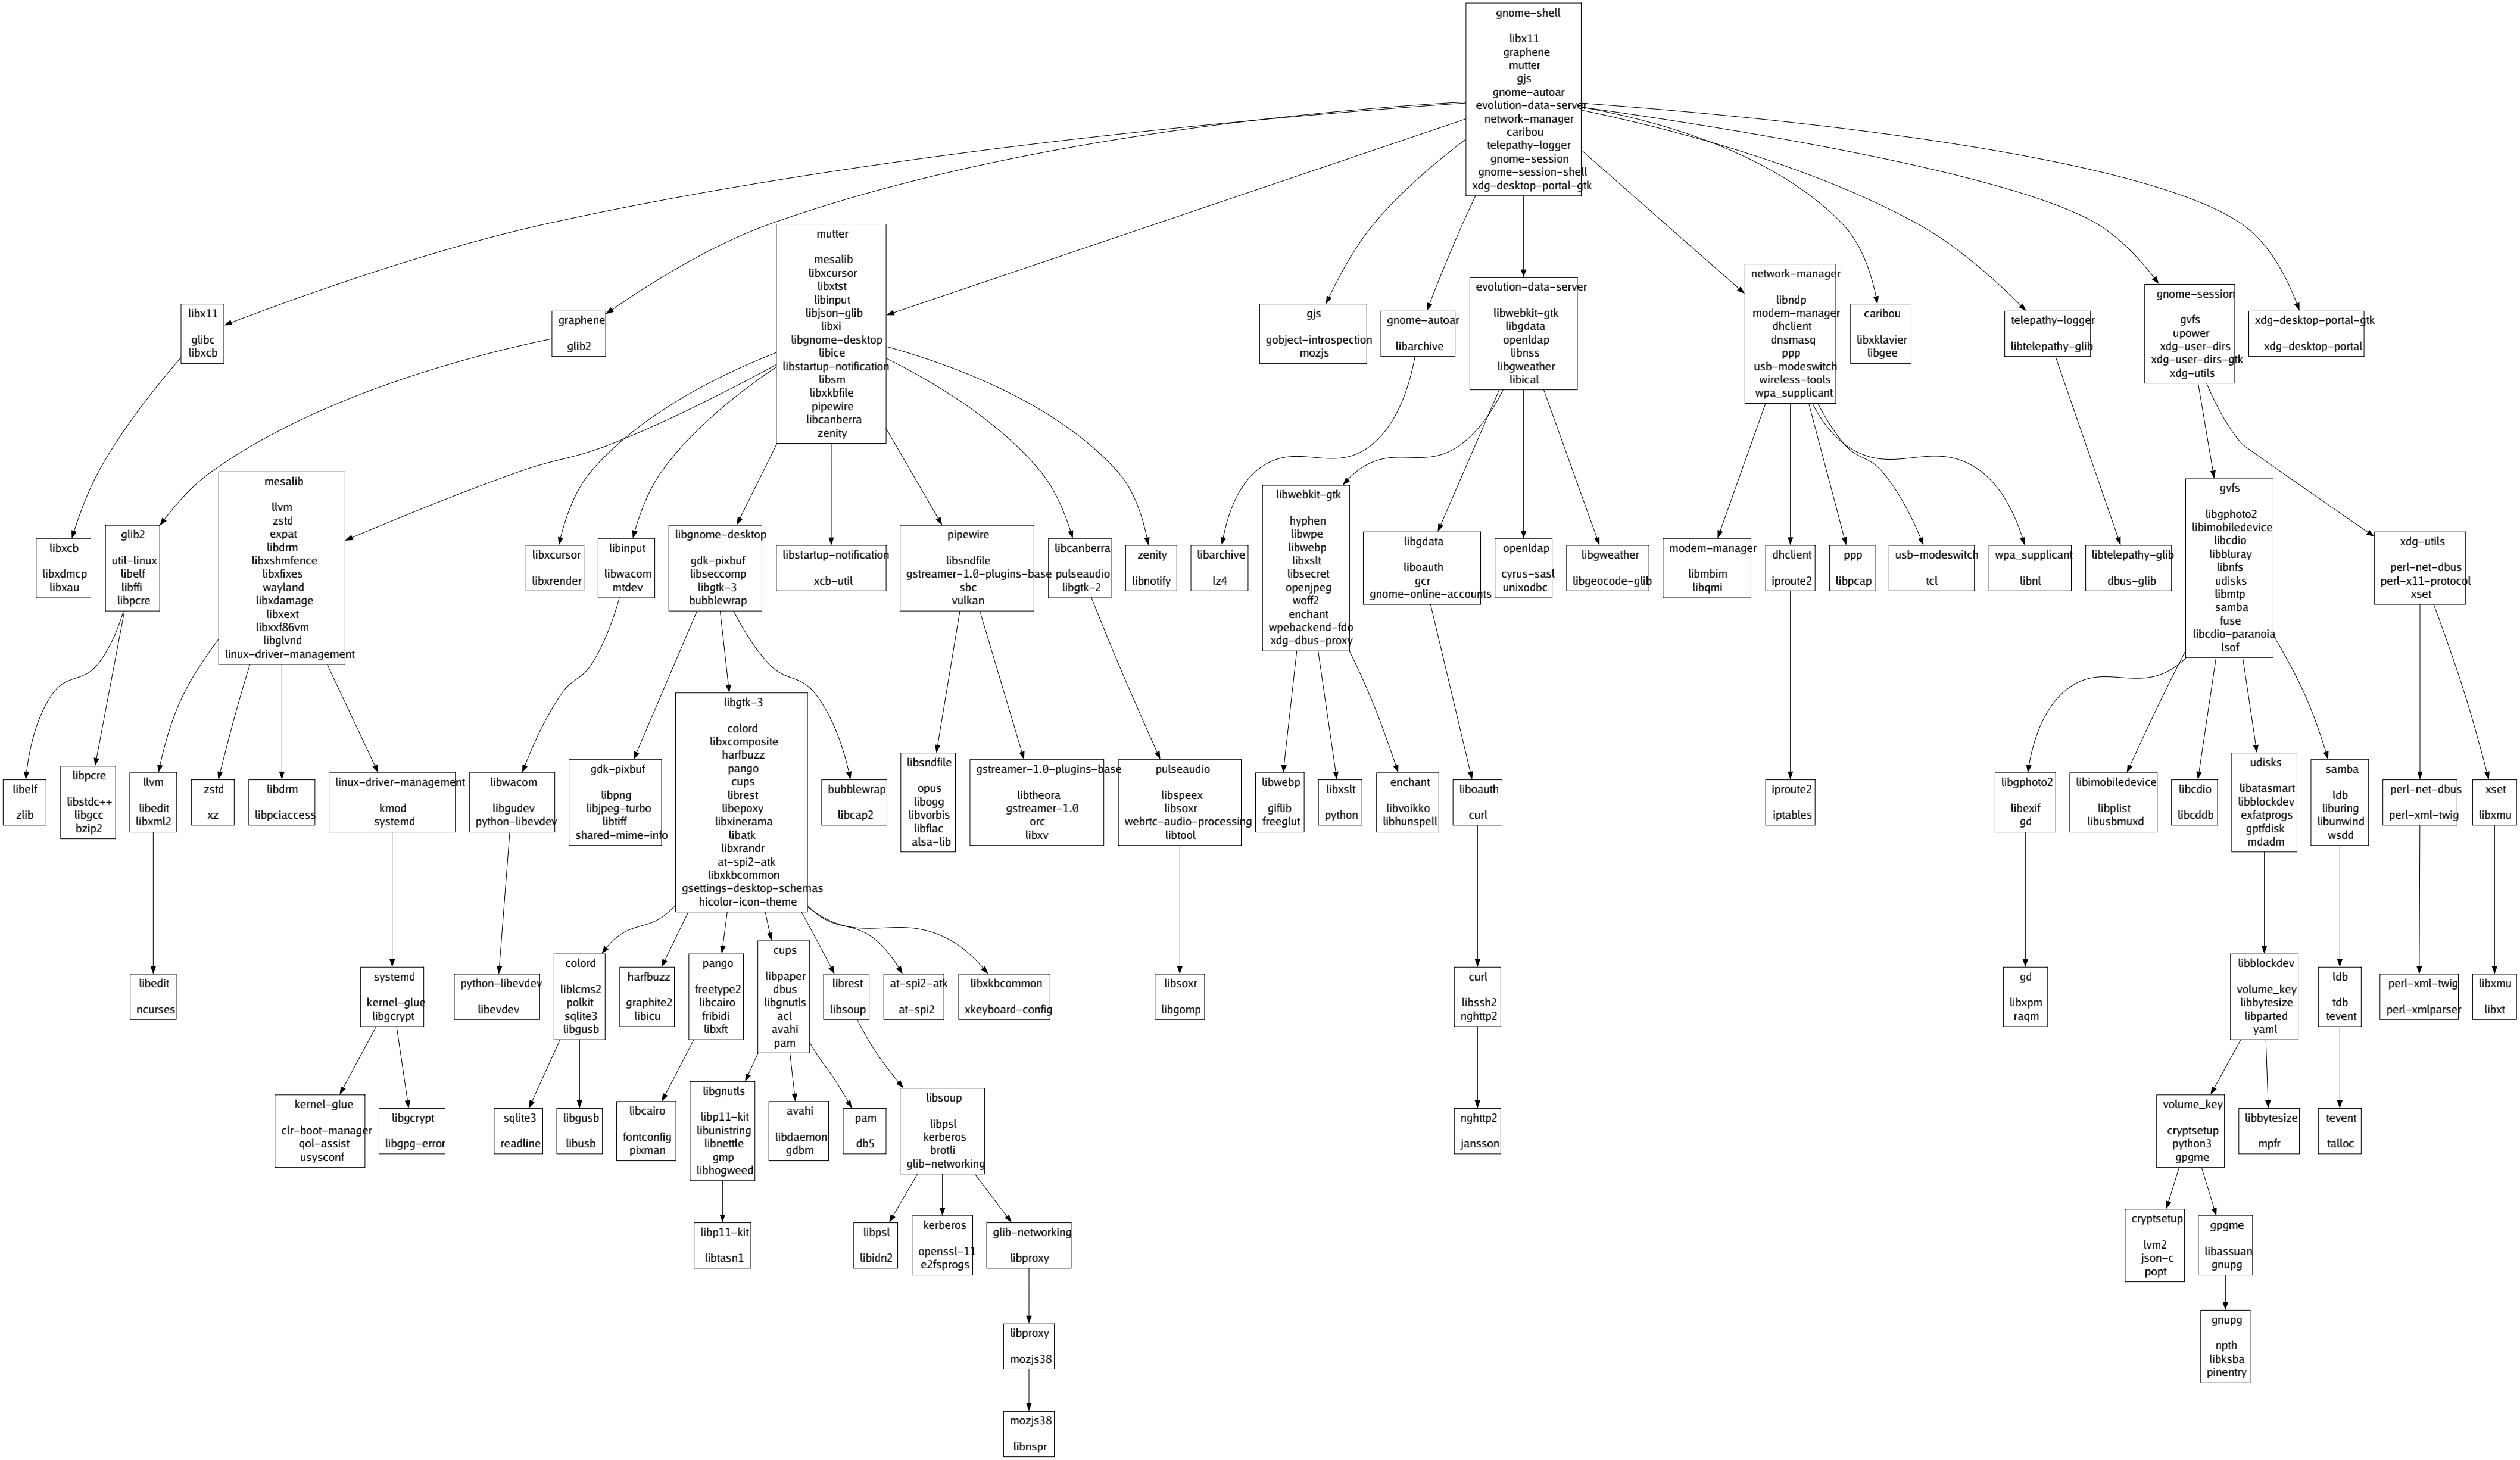 gnome-shell
libx11
graphene
mutter
gjs
gnome-autoar
evolution-data-server
network-manager
caribou
telepathy-logger
gnome-session
gnome-session-shell
xdg-desktop-portal-gtk
libx11
glibc
libxcb
graphene
glib2
mutter
mesalib
libxcursor
libxtst
libinput
libjson-glib
libxi
libgnome-desktop
libice
libstartup-notification
libsm
libxkbfile
pipewire
libcanberra
zenity
gjs
gobject-introspection
mozjs
gnome-autoar
libarchive
evolution-data-server
libwebkit-gtk
libgdata
openldap
libnss
libgweather
libical
network-manager
libndp
modem-manager
dhclient
dnsmasq
ppp
usb-modeswitch
wireless-tools
wpa_supplicant
caribou
libxklavier
libgee
telepathy-logger
libtelepathy-glib
gnome-session
gvfs
upower
xdg-user-dirs
xdg-user-dirs-gtk
xdg-utils
xdg-desktop-portal-gtk
xdg-desktop-portal
libxcb
libxdmcp
libxau
glib2
util-linux
libelf
libffi
libpcre
mesalib
llvm
zstd
expat
libdrm
libxshmfence
libxfixes
wayland
libxdamage
libxext
libxxf86vm
libglvnd
linux-driver-management
libxcursor
libxrender
libinput
libwacom
mtdev
libgnome-desktop
gdk-pixbuf
libseccomp
libgtk-3
bubblewrap
libstartup-notification
xcb-util
pipewire
libsndfile
gstreamer-1.0-plugins-base
sbc
vulkan
libcanberra
pulseaudio
libgtk-2
zenity
libnotify
libarchive
lz4
libwebkit-gtk
hyphen
libwpe
libwebp
libxslt
libsecret
openjpeg
woff2
enchant
wpebackend-fdo
xdg-dbus-proxy
libgdata
liboauth
gcr
gnome-online-accounts
openldap
cyrus-sasl
unixodbc
libgweather
libgeocode-glib
modem-manager
libmbim
libqmi
dhclient
iproute2
ppp
libpcap
usb-modeswitch
tcl
wpa_supplicant
libnl
libtelepathy-glib
dbus-glib
gvfs
libgphoto2
libimobiledevice
libcdio
libbluray
libnfs
udisks
libmtp
samba
fuse
libcdio-paranoia
lsof
xdg-utils
perl-net-dbus
perl-x11-protocol
xset
libelf
zlib
libpcre
libstdc++
libgcc
bzip2
llvm
libedit
libxml2
zstd
xz
libdrm
libpciaccess
linux-driver-management
kmod
systemd
libwacom
libgudev
python-libevdev
gdk-pixbuf
libpng
libjpeg-turbo
libtiff
shared-mime-info
libgtk-3
colord
libxcomposite
harfbuzz
pango
cups
librest
libepoxy
libxinerama
libatk
libxrandr
at-spi2-atk
libxkbcommon
gsettings-desktop-schemas
hicolor-icon-theme
bubblewrap
libcap2
libsndfile
opus
libogg
libvorbis
libflac
alsa-lib
gstreamer-1.0-plugins-base
libtheora
gstreamer-1.0
orc
libxv
pulseaudio
libspeex
libsoxr
webrtc-audio-processing
libtool
libwebp
giflib
freeglut
libxslt
python
enchant
libvoikko
libhunspell
liboauth
curl
iproute2
iptables
libgphoto2
libexif
gd
libimobiledevice
libplist
libusbmuxd
libcdio
libcddb
udisks
libatasmart
libblockdev
exfatprogs
gptfdisk
mdadm
samba
ldb
liburing
libunwind
wsdd
perl-net-dbus
perl-xml-twig
xset
libxmu
libedit
ncurses
systemd
kernel-glue
libgcrypt
python-libevdev
libevdev
colord
liblcms2
polkit
sqlite3
libgusb
harfbuzz
graphite2
libicu
pango
freetype2
libcairo
fribidi
libxft
cups
libpaper
dbus
libgnutls
acl
avahi
pam
librest
libsoup
at-spi2-atk
at-spi2
libxkbcommon
xkeyboard-config
libsoxr
libgomp
curl
libssh2
nghttp2
gd
libxpm
raqm
libblockdev
volume_key
libbytesize
libparted
yaml
ldb
tdb
tevent
perl-xml-twig
perl-xmlparser
libxmu
libxt
kernel-glue
clr-boot-manager
qol-assist
usysconf
libgcrypt
libgpg-error
sqlite3
readline
libgusb
libusb
libcairo
fontconfig
pixman
libgnutls
libp11-kit
libunistring
libnettle
gmp
libhogweed
avahi
libdaemon
gdbm
pam
db5
libsoup
libpsl
kerberos
brotli
glib-networking
nghttp2
jansson
volume_key
cryptsetup
python3
gpgme
libbytesize
mpfr
tevent
talloc
libp11-kit
libtasn1
libpsl
libidn2
kerberos
openssl-11
e2fsprogs
glib-networking
libproxy
cryptsetup
lvm2
json-c
popt
gpgme
libassuan
gnupg
libproxy
mozjs38
gnupg
npth
libksba
pinentry
mozjs38
libnspr